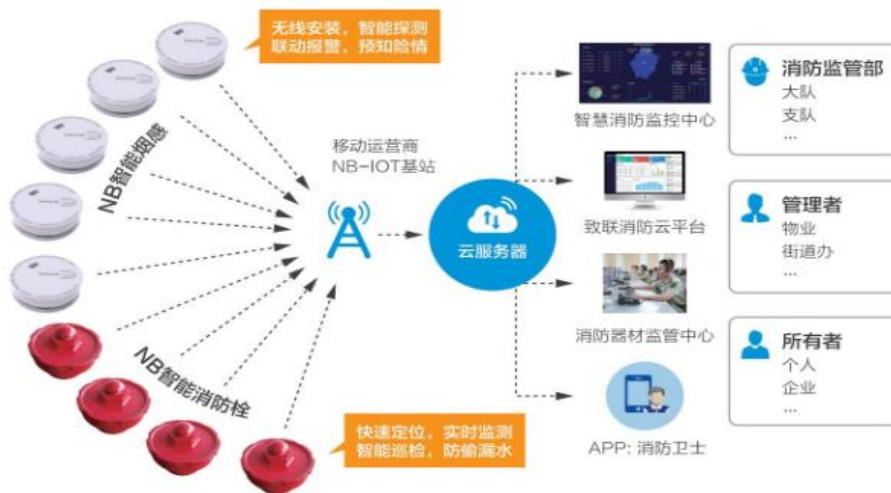 无线安装，智能探测
联动报警，预知险情
NB智能烟感
移动运营商
NB-IOT基站
云服务器
NB智能消防栓
快速定位，实时监测
智能巡检，防偷漏水
智慧消防监控中心
致联消防云平台
消防器材监管中心
APP: 消防卫士
消防监管部
大队
支队
...
管理者
物业
街道办
...
所有者
个人
企业
...